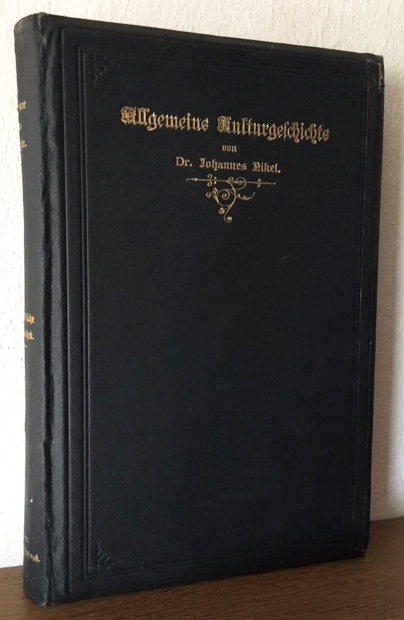 Allgemeine Kulturgeschichte
von
Dr. Johannes Nikel.